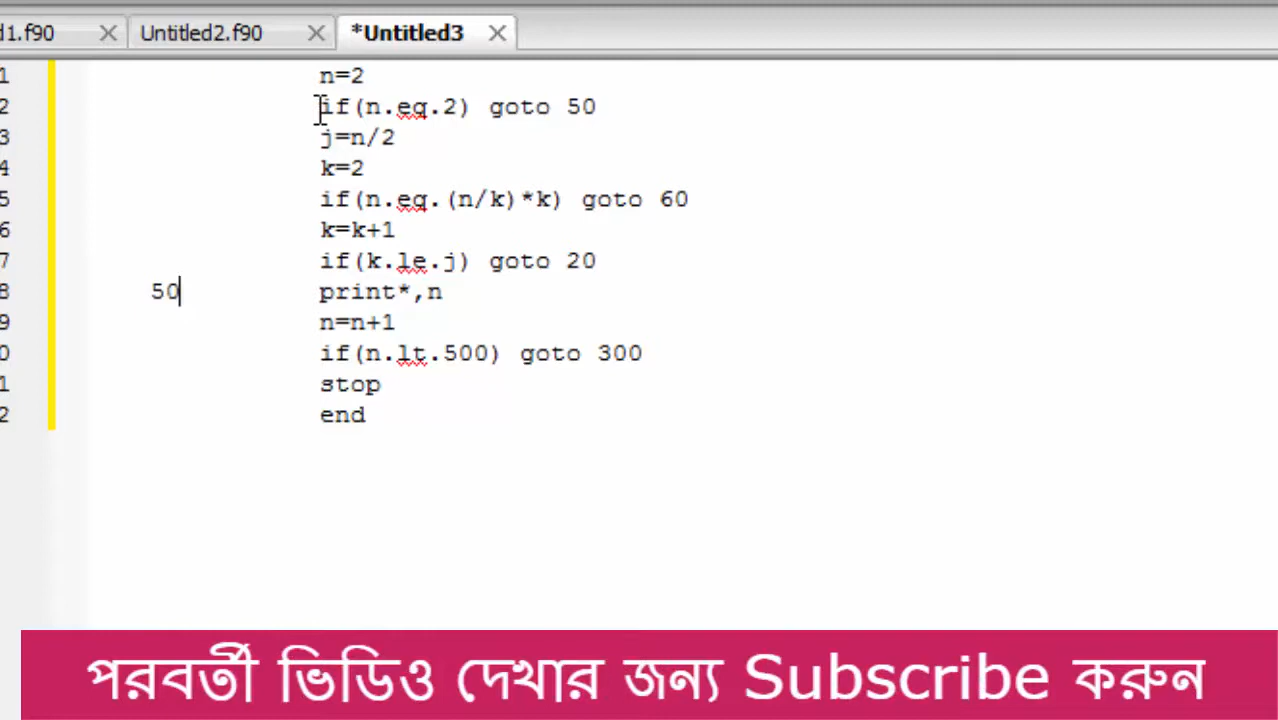 d1.f90 Untitled2.f90 *Untitled3
1 n=2
2 if(n.eq.2) goto 50
3 j=n/2
4 k=2
5 if(n.eq.(n/k)*k) goto 60
6 k=k+1
7 if(k.le.j) goto 20
8 50 print*,n
9 n=n+1
0 if(n.lt.500) goto 300
1 stop
2 end
পরবর্তী ভিডিও দেখার জন্য Subscribe করুন